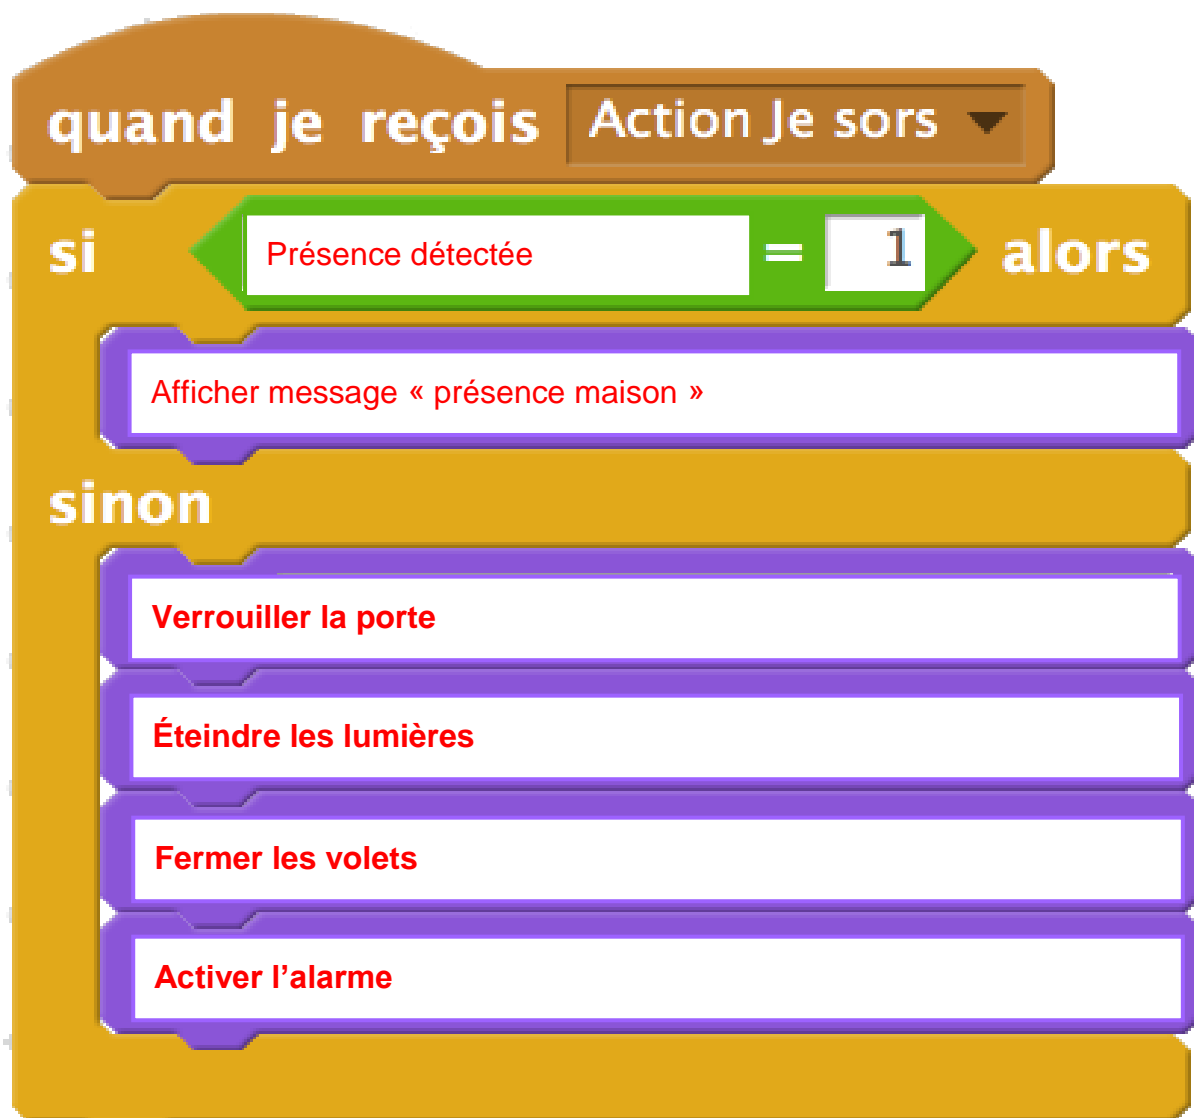 quand je reçois Action Je sors
si Présence détectée = 1 alors
Afficher message « présence maison »
sinon
Verrouiller la porte
Éteindre les lumières
Fermer les volets
Activer l’alarme